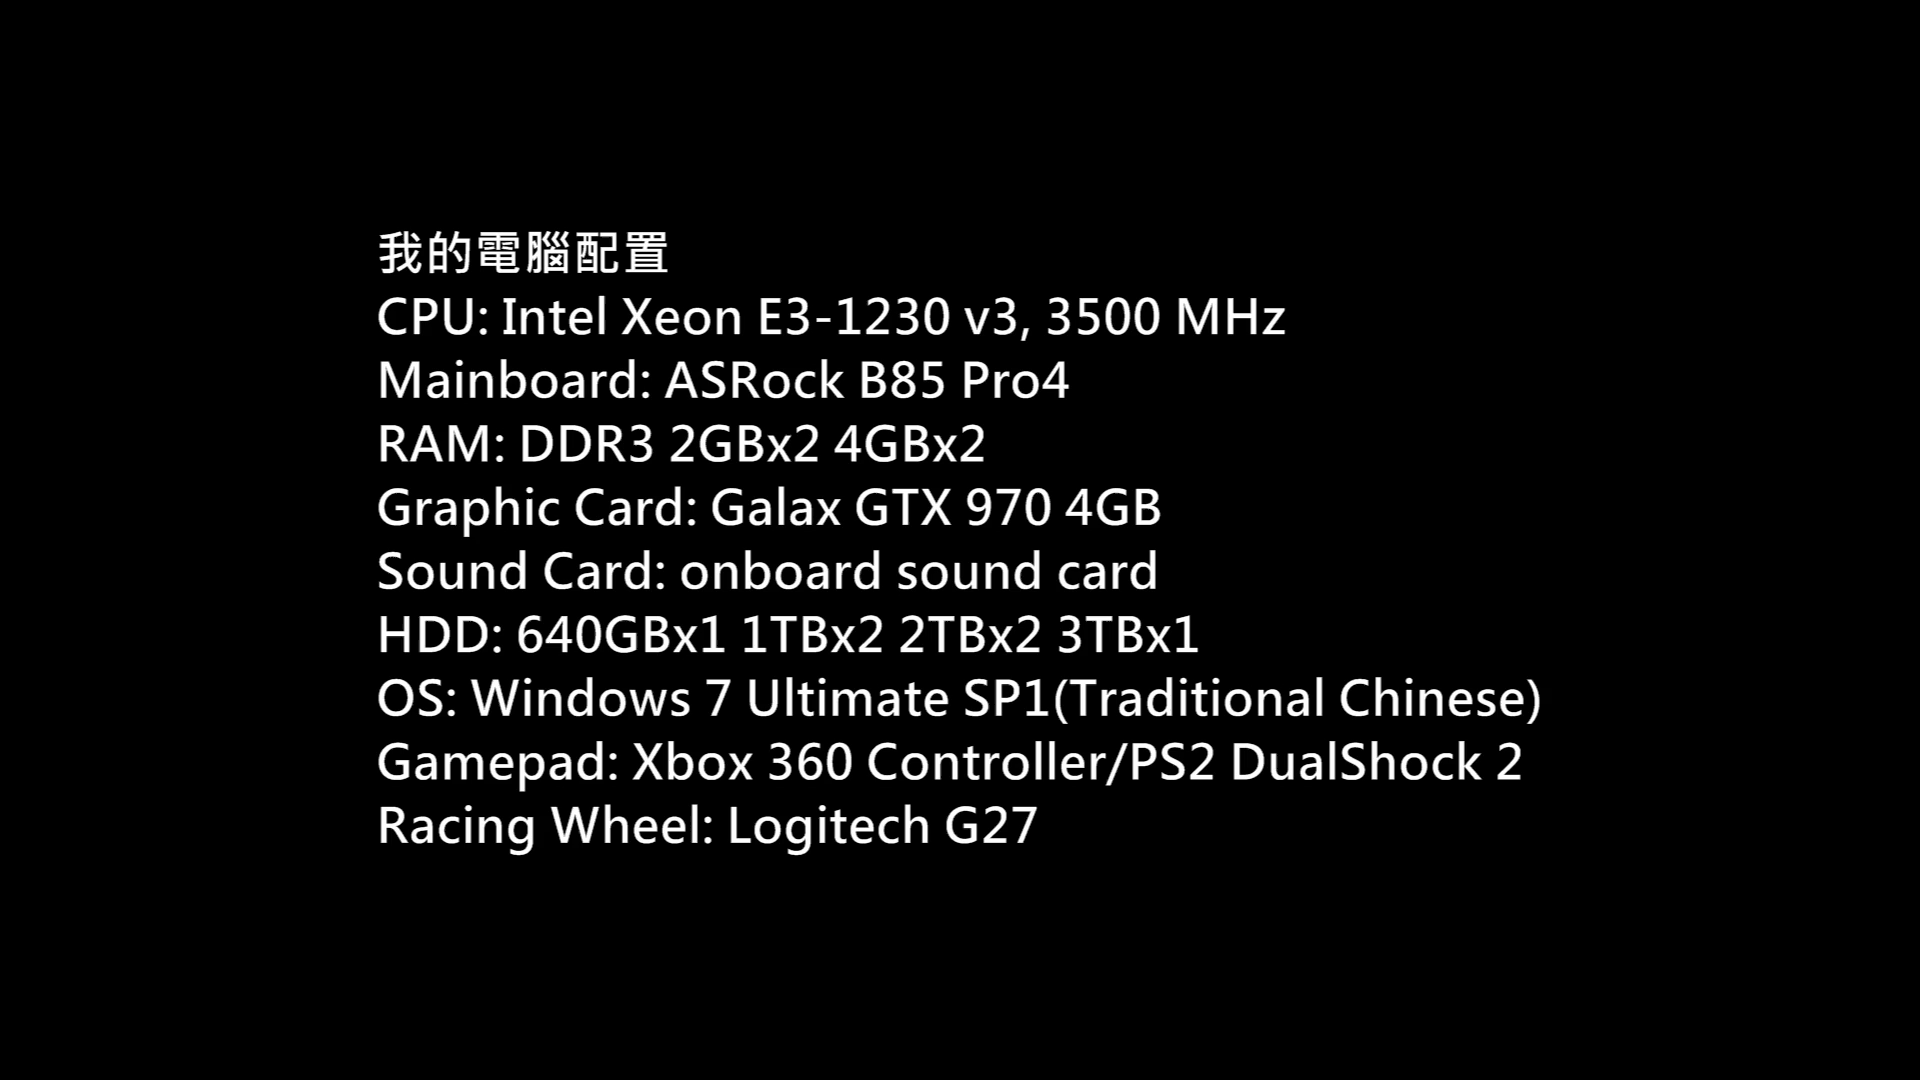 我的電腦配置
CPU: Intel Xeon E3-1230 v3, 3500 MHz
Mainboard: ASRock B85 Pro4
RAM: DDR3 2GBx2 4GBx2
Graphic Card: Galax GTX 970 4GB
Sound Card: onboard sound card
HDD: 640GBx1 1TBx2 2TBx2 3TBx1
OS: Windows 7 Ultimate SP1(Traditional Chinese)
Gamepad: Xbox 360 Controller/PS2 DualShock 2
Racing Wheel: Logitech G27